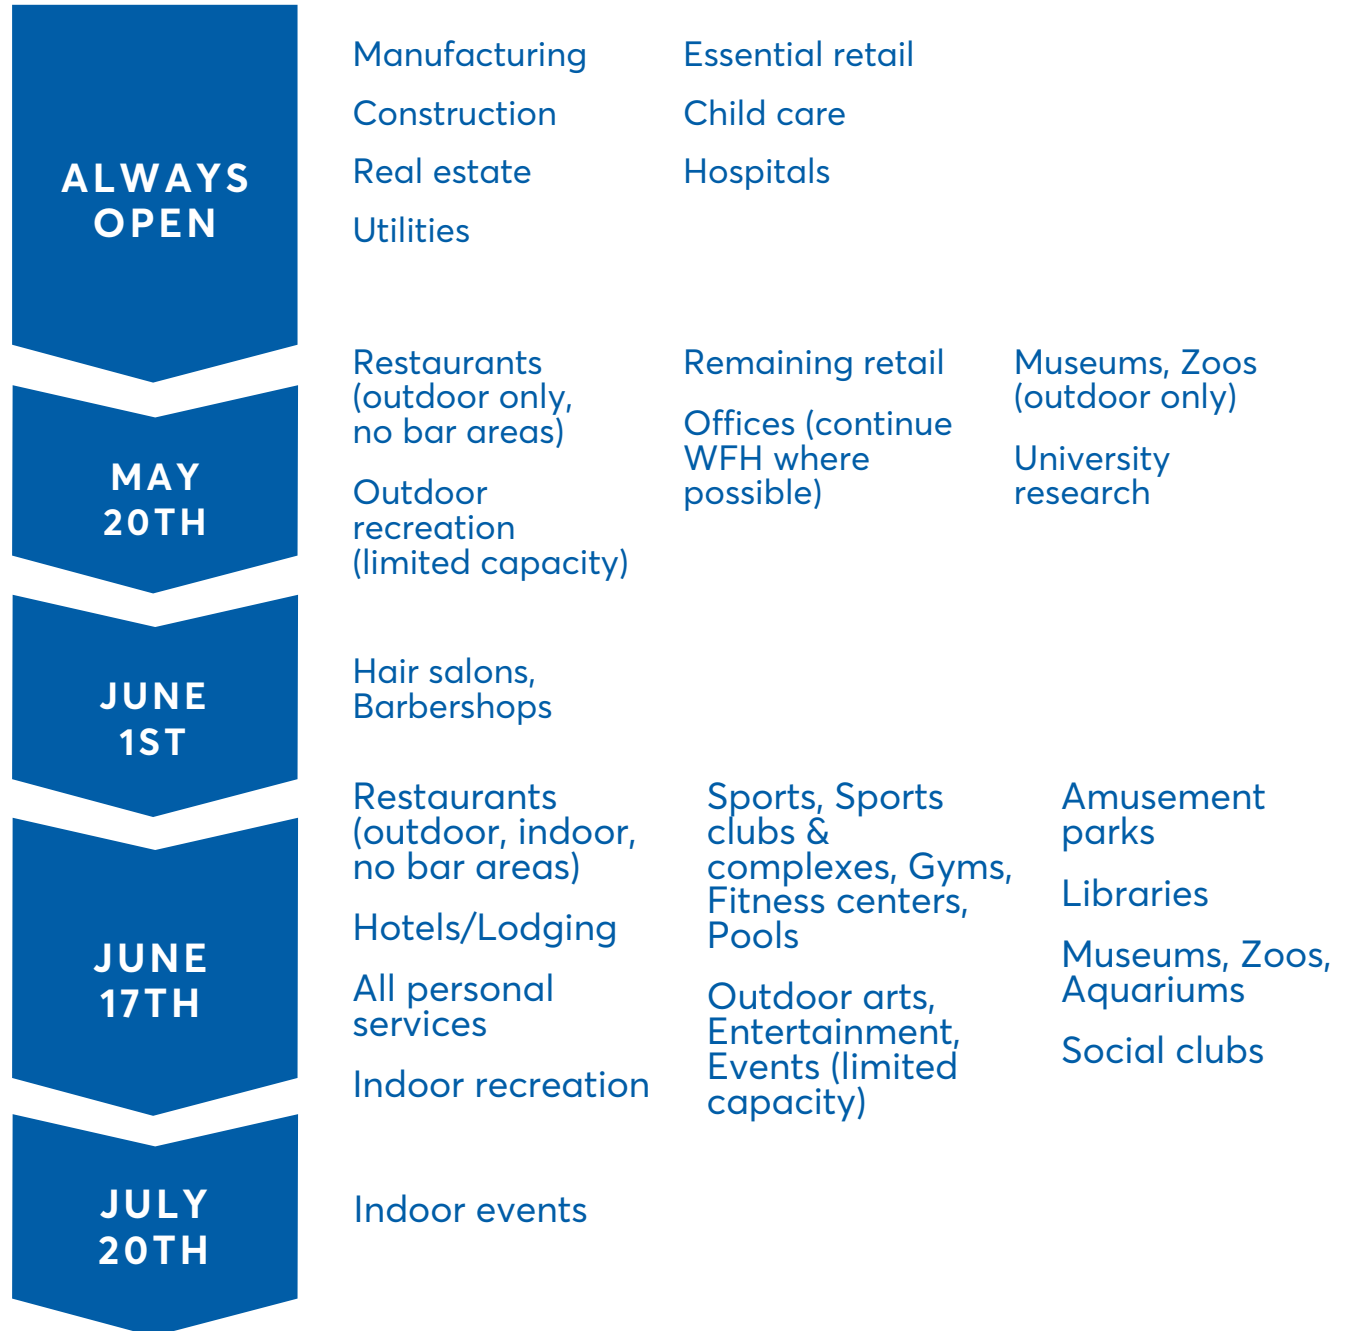 ALWAYS
OPEN
Manufacturing
Construction
Real estate
Utilities
Essential retail
Child care
Hospitals
MAY
20TH
Restaurants
(outdoor only,
no bar areas)
Outdoor
recreation
(limited capacity)
Remaining retail
Offices (continue
WFH where
possible)
Museums, Zoos
(outdoor only)
University
research
JUNE
1ST
Hair salons,
Barbershops
JUNE
17TH
Restaurants
(outdoor, indoor,
no bar areas)
Hotels/Lodging
All personal
services
Indoor recreation
Sports, Sports
clubs &
complexes, Gyms,
Fitness centers,
Pools
Outdoor arts,
Entertainment,
Events (limited
capacity)
Amusement
parks
Libraries
Museums, Zoos,
Aquariums
Social clubs
JULY
20TH
Indoor events